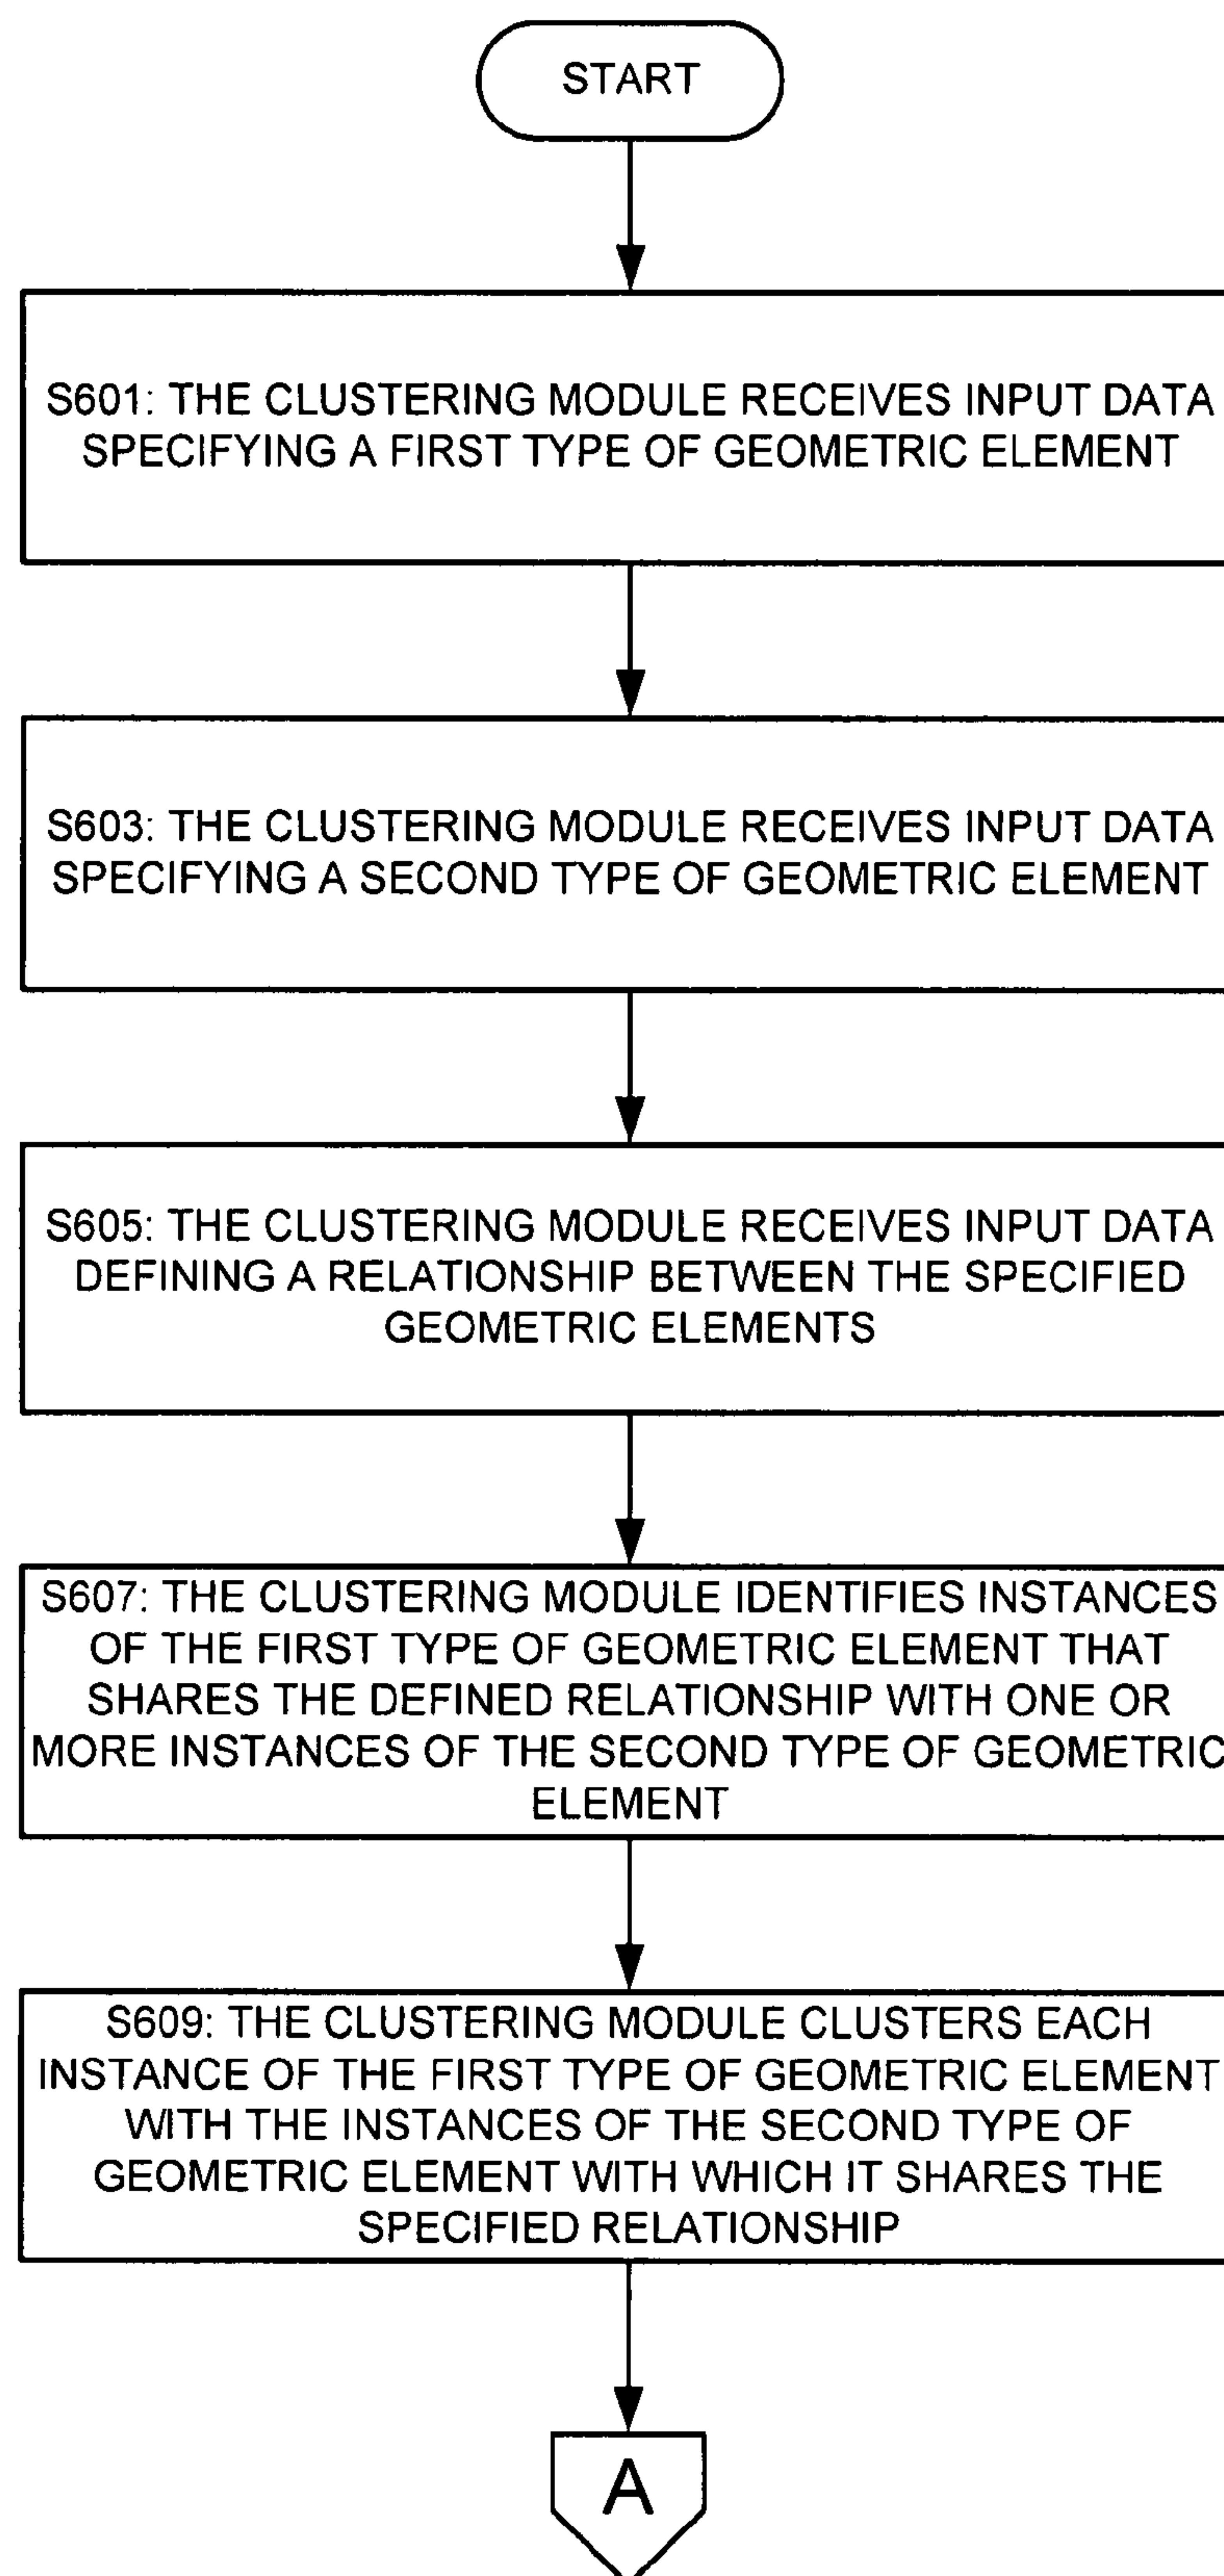 START
S601: THE CLUSTERING MODULE RECEIVES INPUT DATA
SPECIFYING A FIRST TYPE OF GEOMETRIC ELEMENT
S603: THE CLUSTERING MODULE RECEIVES INPUT DATA
SPECIFYING A SECOND TYPE OF GEOMETRIC ELEMENT
S605: THE CLUSTERING MODULE RECEIVES INPUT DATA
DEFINING A RELATIONSHIP BETWEEN THE SPECIFIED
GEOMETRIC ELEMENTS
S607: THE CLUSTERING MODULE IDENTIFIES INSTANCES
OF THE FIRST TYPE OF GEOMETRIC ELEMENT THAT
SHARES THE DEFINED RELATIONSHIP WITH ONE OR
MORE INSTANCES OF THE SECOND TYPE OF GEOMETRIC
ELEMENT
S609: THE CLUSTERING MODULE CLUSTERS EACH
INSTANCE OF THE FIRST TYPE OF GEOMETRIC ELEMENT
WITH THE INSTANCES OF THE SECOND TYPE OF
GEOMETRIC ELEMENT WITH WHICH IT SHARES THE
SPECIFIED RELATIONSHIP
A